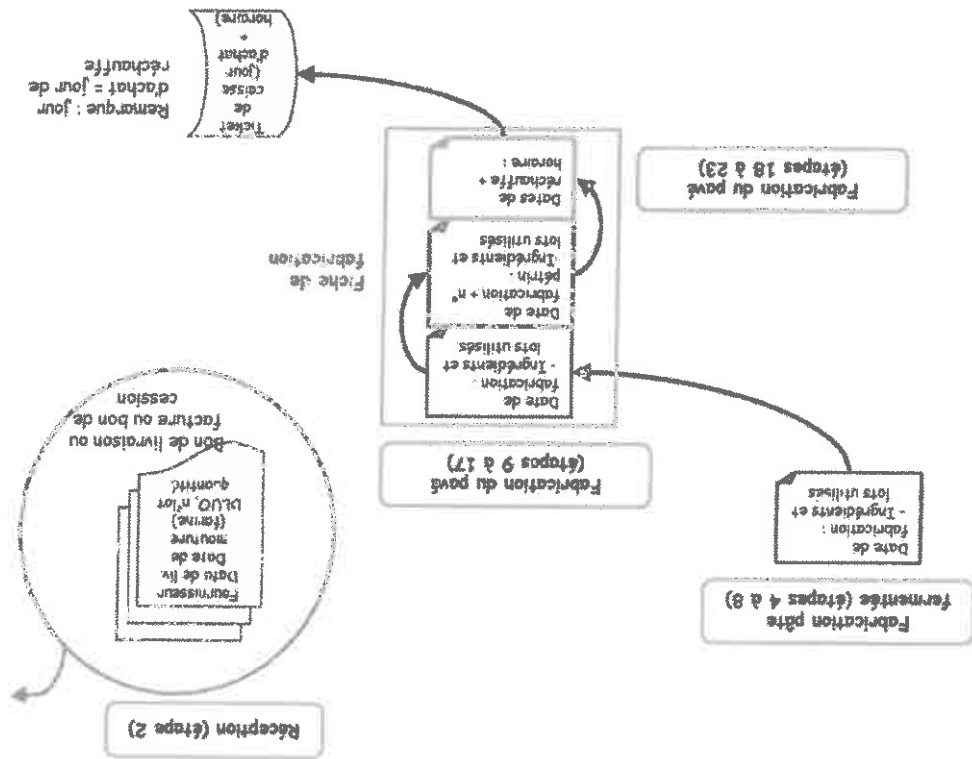 Réception (étape 2)
Fournisseur
Date de liv.
Date de
mouture
(farine)
DLUO, n°lot
quantité
Bon de livraison ou
facture ou bon de
cession
Fabrication pâte
fermentée (étapes 4 à 8)
Date de
fabrication :
- Ingrédients et
lots utilisés
Fabrication du pavé
(étapes 9 à 17)
Date de
fabrication :
- Ingrédients et
lots utilisés
Date de
fabrication + n°
pétrin :
-Ingrédients et
lots utilisés
Fiche de
fabrication
Fabrication du pavé
(étapes 18 à 23)
Dates de
réchauffe +
horaire :
Ticket
de
caisse
(jour
d'achat
+
horaire)
Remarque : jour
d'achat = jour de
réchauffe